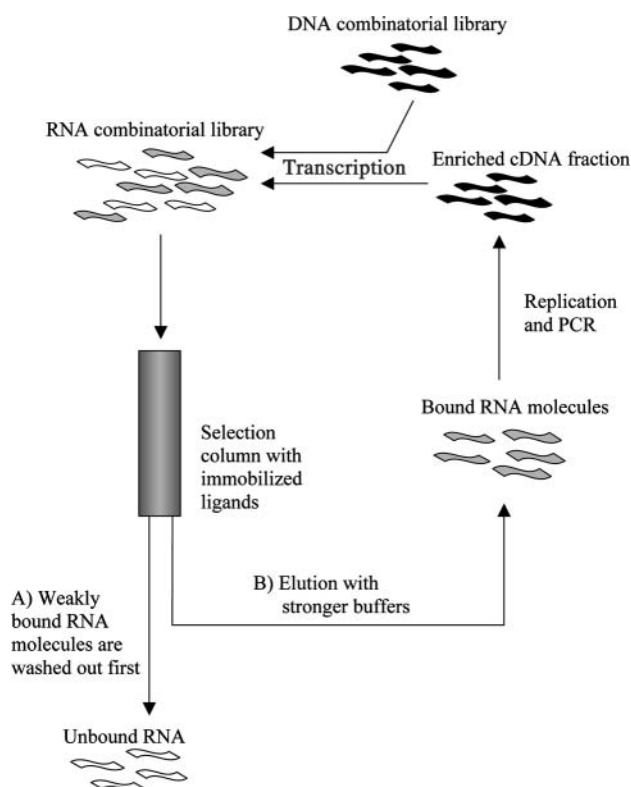 DNA combinatorial library
RNA combinatorial library
Transcription
Enriched cDNA fraction
Replication
and PCR
Bound RNA molecules
Selection
column with
immobilized
ligands
B) Elution with
stronger buffers
A) Weakly
bound RNA
molecules are
washed out first
Unbound RNA